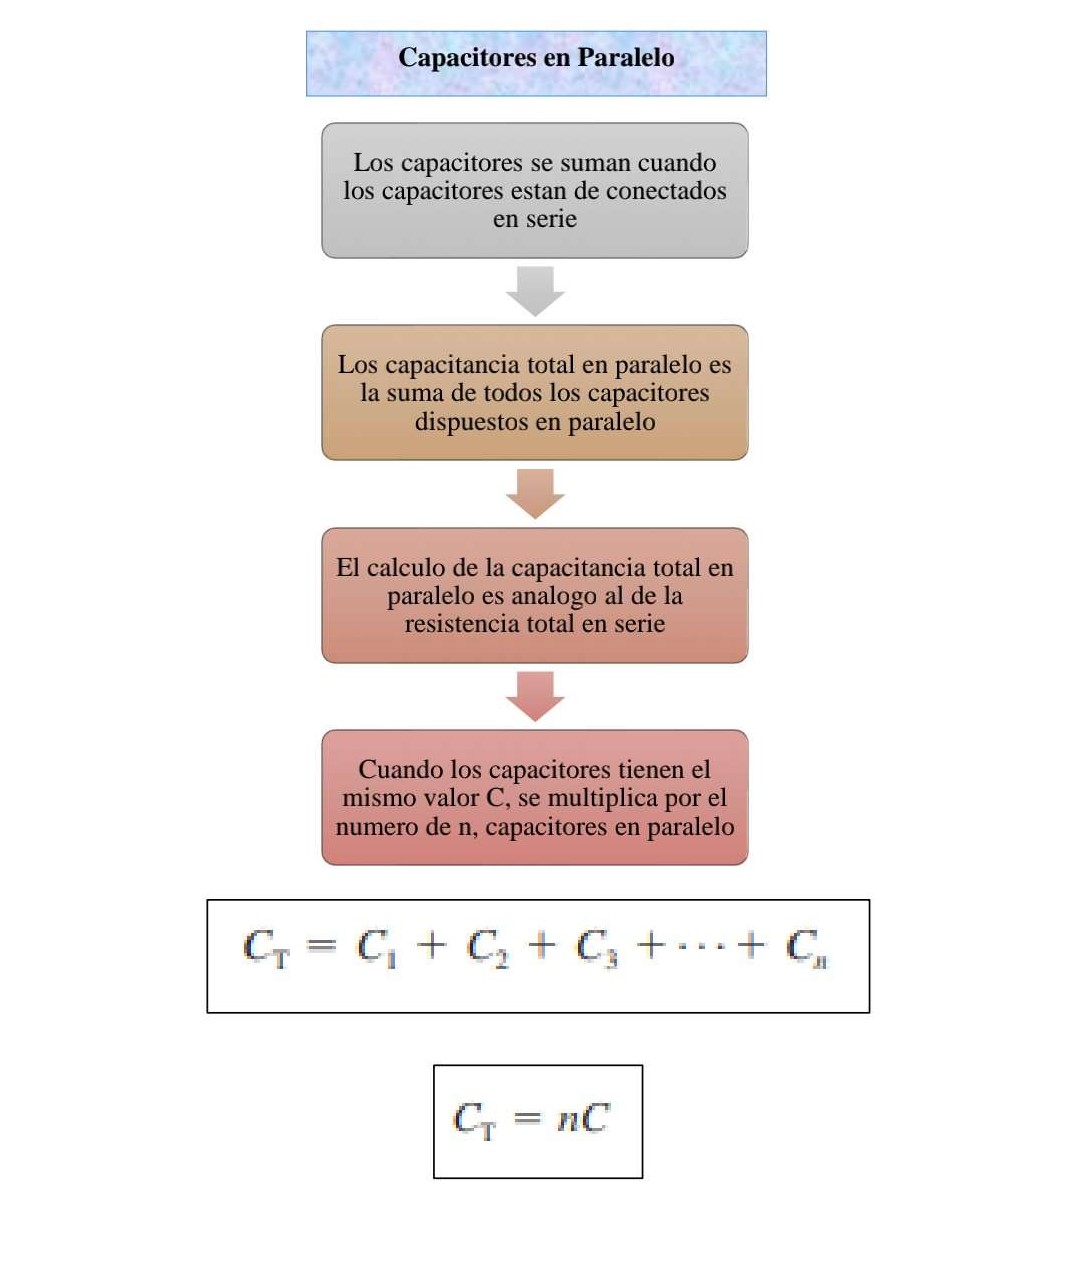 Capacitores en Paralelo
Los capacitores se suman cuando
los capacitores estan de conectados
en serie
Los capacitancia total en paralelo es
la suma de todos los capacitores
dispuestos en paralelo
El calculo de la capacitancia total en
paralelo es analogo al de la
resistencia total en serie
Cuando los capacitores tienen el
mismo valor C, se multiplica por el
numero de n, capacitores en paralelo
C_T = C_1 + C_2 + C_3 + ··· + C_n
C_T = nC